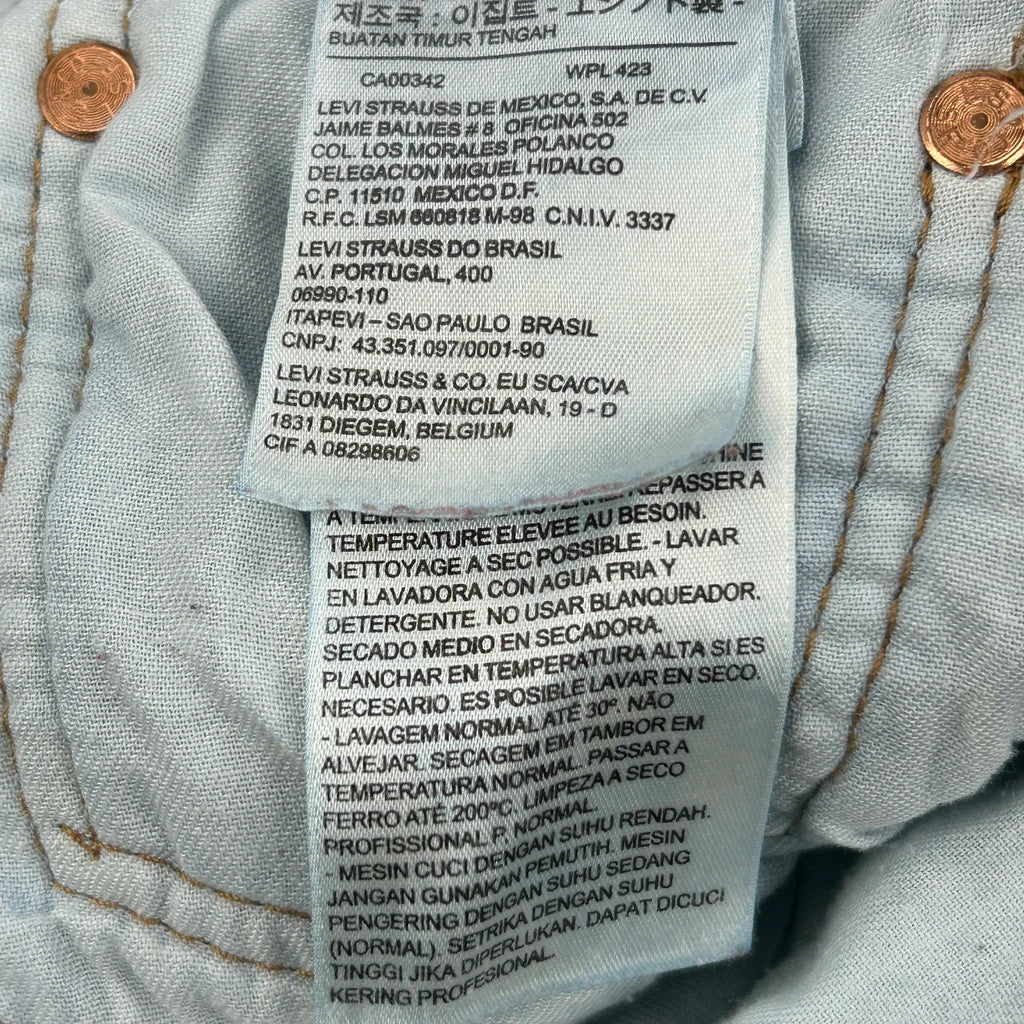 제조국 : 이집트 - エジプト製 -
BUATAN TIMUR TENGAH
CA00342 WPL 423
LEVI STRAUSS DE MEXICO, S.A. DE C.V.
JAIME BALMES # 8 OFICINA 502
COL. LOS MORALES POLANCO
DELEGACION MIGUEL HIDALGO
C.P. 11510 MEXICO D.F.
R.F.C. LSM 660818 M-98 C.N.I.V. 3337
LEVI STRAUSS DO BRASIL
AV. PORTUGAL, 400
06990-110
ITAPEVI – SAO PAULO BRASIL
CNPJ: 43.351.097/0001-90
LEVI STRAUSS & CO. EU SCA/CVA
LEONARDO DA VINCILAAN, 19 - D
1831 DIEGEM, BELGIUM
CIF A 08298606
REPASSER A
TEMPERATURE ELEVEE AU BESOIN.
NETTOYAGE A SEC POSSIBLE. - LAVAR
EN LAVADORA CON AGUA FRIA Y
DETERGENTE. NO USAR BLANQUEADOR.
SECADO MEDIO EN SECADORA.
PLANCHAR EN TEMPERATURA ALTA SI ES
NECESARIO. ES POSIBLE LAVAR EN SECO.
- LAVAGEM NORMAL ATÉ 30º. NÃO
ALVEJAR. SECAGEM EM TAMBOR EM
TEMPERATURA NORMAL. PASSAR A
FERRO ATÉ 200ºC. LIMPEZA A SECO
PROFISSIONAL P. NORMAL.
- MESIN CUCI DENGAN SUHU RENDAH.
JANGAN GUNAKAN PEMUTIH. MESIN
PENGERING DENGAN SUHU SEDANG
(NORMAL). SETRIKA DENGAN SUHU
TINGGI JIKA DIPERLUKAN. DAPAT DICUCI
KERING PROFESIONAL.